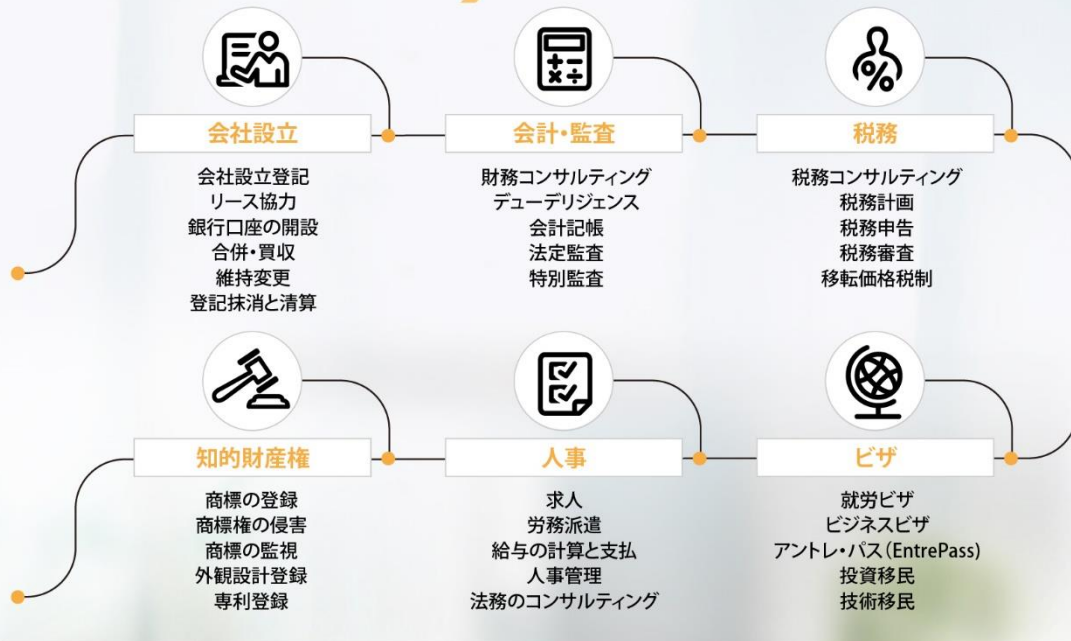 会社設立
会社設立登記
リース協力
銀行口座の開設
合併・買収
維持変更
登記抹消と清算
会計・監査
財務コンサルティング
デューデリジェンス
会計記帳
法定監査
特別監査
税務
税務コンサルティング
税務計画
税務申告
税務審査
移転価格税制
知的財産権
商標の登録
商標権の侵害
商標の監視
外観設計登録
専利登録
人事
求人
労務派遣
給与の計算と支払
人事管理
法務のコンサルティング
ビザ
就労ビザ
ビジネスビザ
アントレ・パス（EntrePass）
投資移民
技術移民